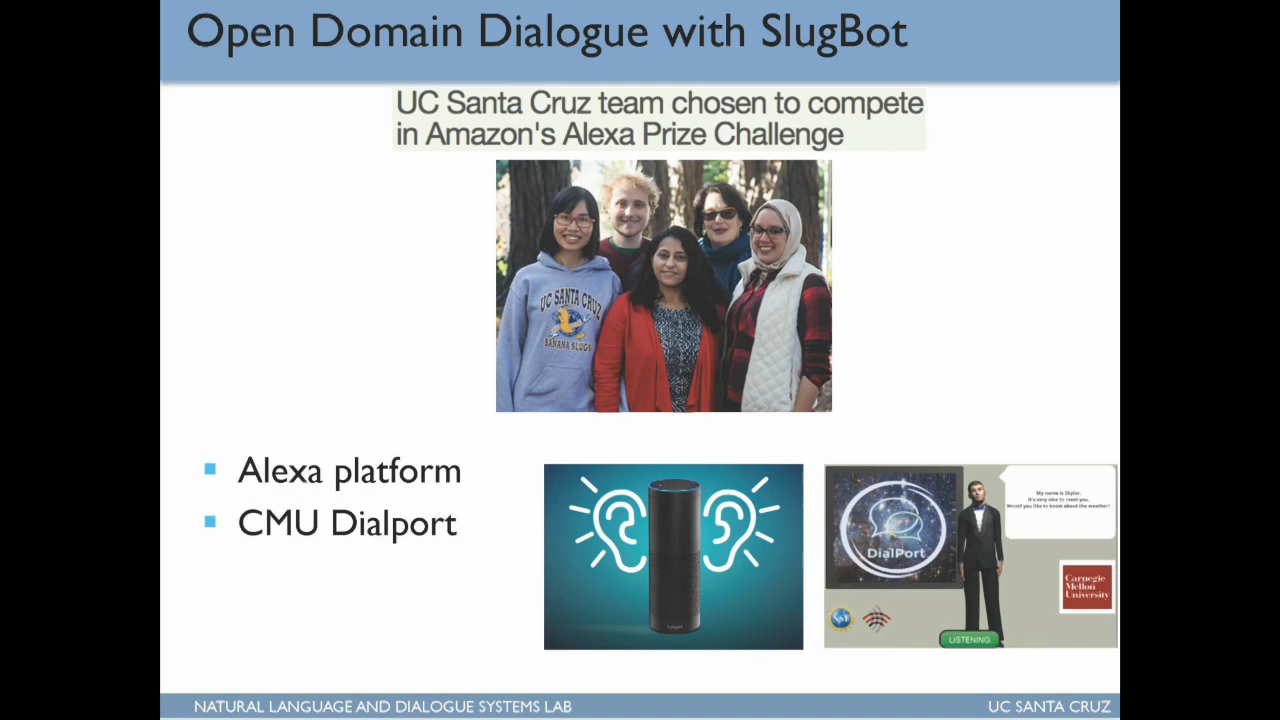 Open Domain Dialogue with SlugBot
UC Santa Cruz team chosen to compete
in Amazon's Alexa Prize Challenge
UC SANTA CRUZ
BANANA SLUGS
Alexa platform
CMU Dialport
My name is Skylar.
It's very nice to meet you.
Would you like to know about the weather?
DialPort
Carnegie
Mellon
University
NSF
LISTENING
NATURAL LANGUAGE AND DIALOGUE SYSTEMS LAB
UC SANTA CRUZ